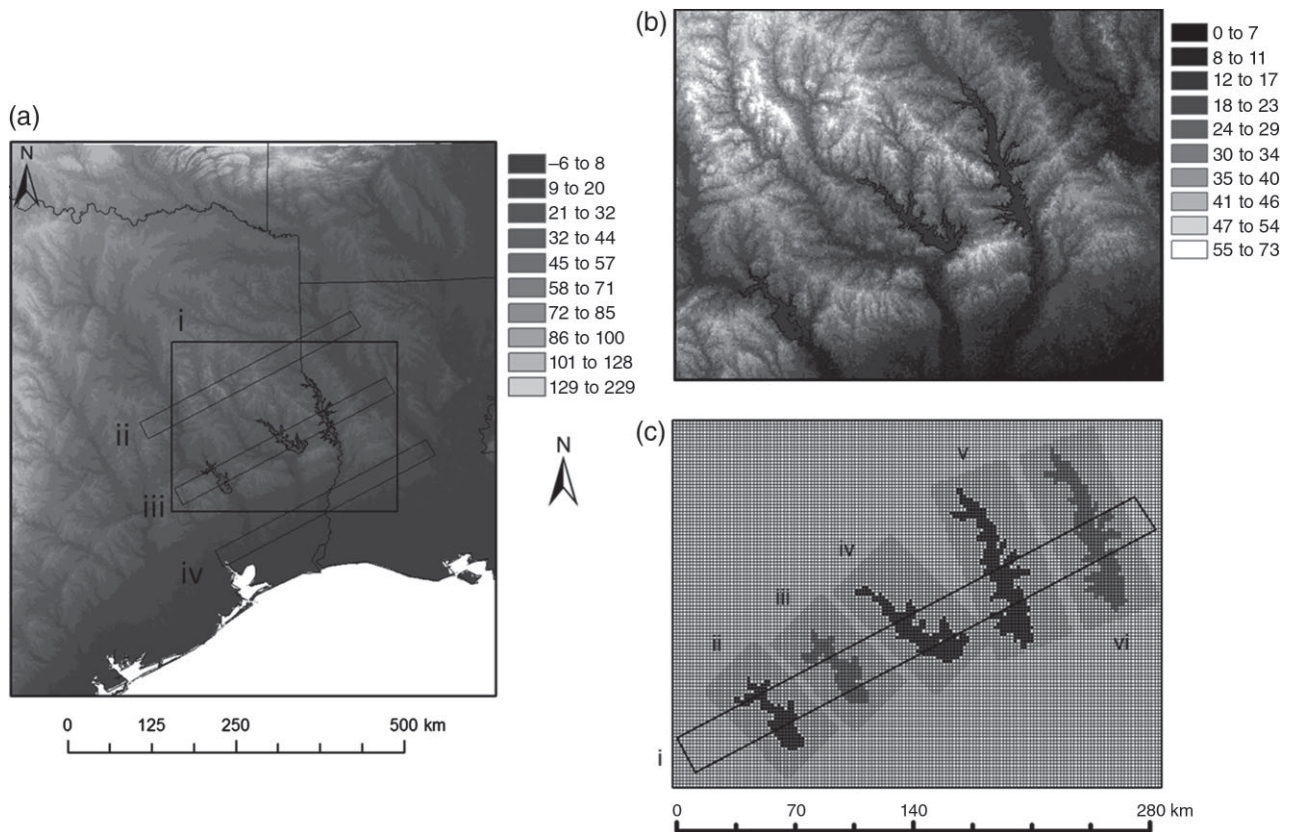 (a)
N
i
ii
iii
iv
–6 to 8
9 to 20
21 to 32
32 to 44
45 to 57
58 to 71
72 to 85
86 to 100
101 to 128
129 to 229
N
0 125 250 500 km
(b)
0 to 7
8 to 11
12 to 17
18 to 23
24 to 29
30 to 34
35 to 40
41 to 46
47 to 54
55 to 73
(c)
v
iv
iii
ii
vi
i
0 70 140 280 km